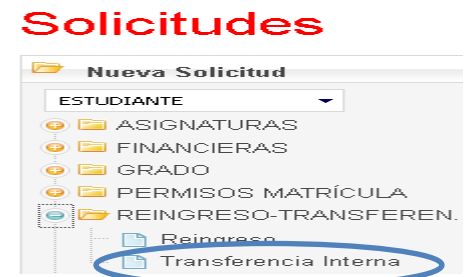 Solicitudes
Nueva Solicitud
ESTUDIANTE
ASIGNATURAS
FINANCIERAS
GRADO
PERMISOS MATRÍCULA
REINGRESO-TRANSFEREN.
Reingreso
Transferencia Interna